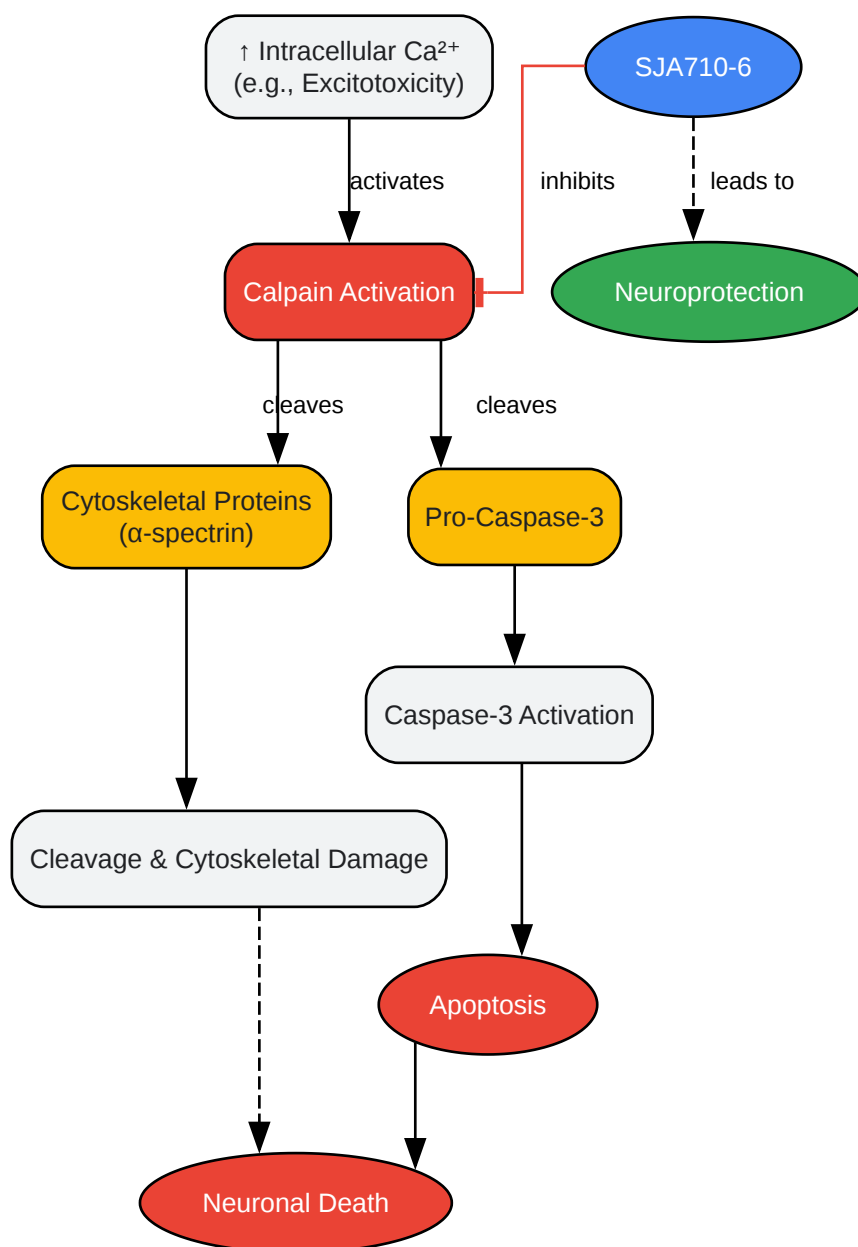 ↑ Intracellular Ca²⁺
(e.g., Excitotoxicity)
SJA710-6
activates
inhibits
leads to
Calpain Activation
Neuroprotection
cleaves
cleaves
Cytoskeletal Proteins
(α-spectrin)
Pro-Caspase-3
Caspase-3 Activation
Cleavage & Cytoskeletal Damage
Apoptosis
Neuronal Death